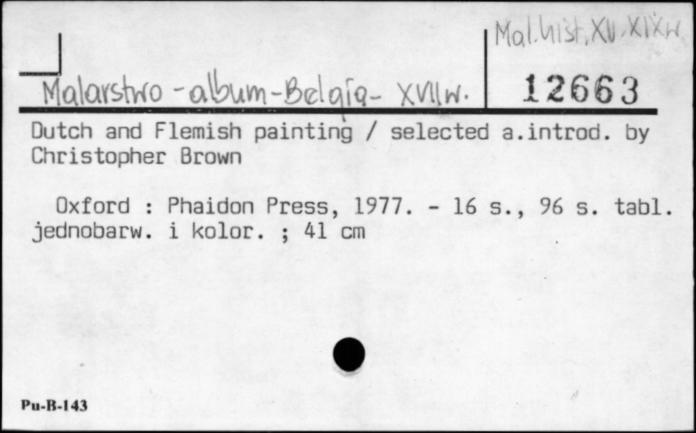 Mal. hist. XV. XIX w
Malarstwo - album - Belgia - XVII w.
12663
Dutch and Flemish painting / selected a.introd. by
Christopher Brown
Oxford : Phaidon Press, 1977. - 16 s., 96 s. tabl.
jednobarw. i kolor. ; 41 cm
Pu-B-143